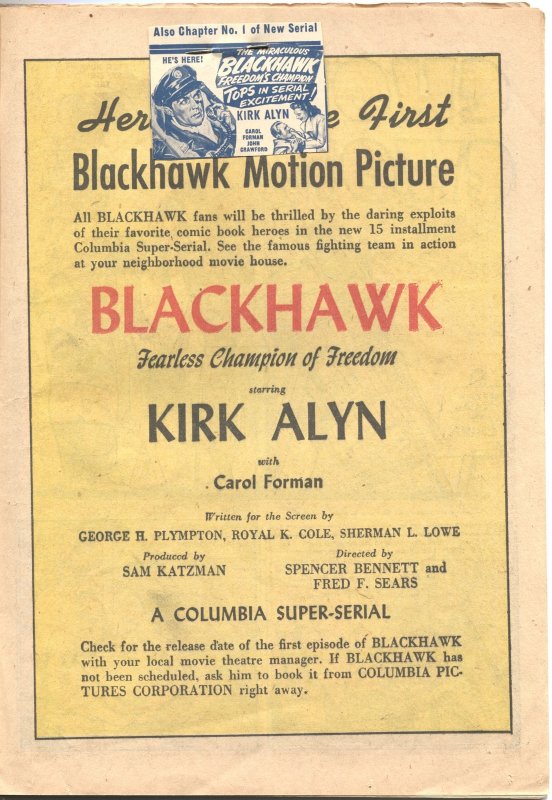 Also Chapter No. 1 of New Serial
HE'S HERE!
THE MIRACULOUS
BLACKHAWK
FREEDOM'S CHAMPION
TOPS IN SERIAL
EXCITEMENT!
KIRK ALYN
CAROL
FORMAN
JOHN
CRAWFORD
Her e First
Blackhawk Motion Picture
All BLACKHAWK fans will be thrilled by the daring exploits
of their favorite comic book heroes in the new 15 installment
Columbia Super-Serial. See the famous fighting team in action
at your neighborhood movie house.
BLACKHAWK
Fearless Champion of Freedom
starring
KIRK ALYN
with
Carol Forman
Written for the Screen by
GEORGE H. PLYMPTON, ROYAL K. COLE, SHERMAN L. LOWE
Produced by
SAM KATZMAN
Directed by
SPENCER BENNETT and
FRED F. SEARS
A COLUMBIA SUPER-SERIAL
Check for the release date of the first episode of BLACKHAWK
with your local movie theatre manager. If BLACKHAWK has
not been scheduled, ask him to book it from COLUMBIA PIC-
TURES CORPORATION right away.